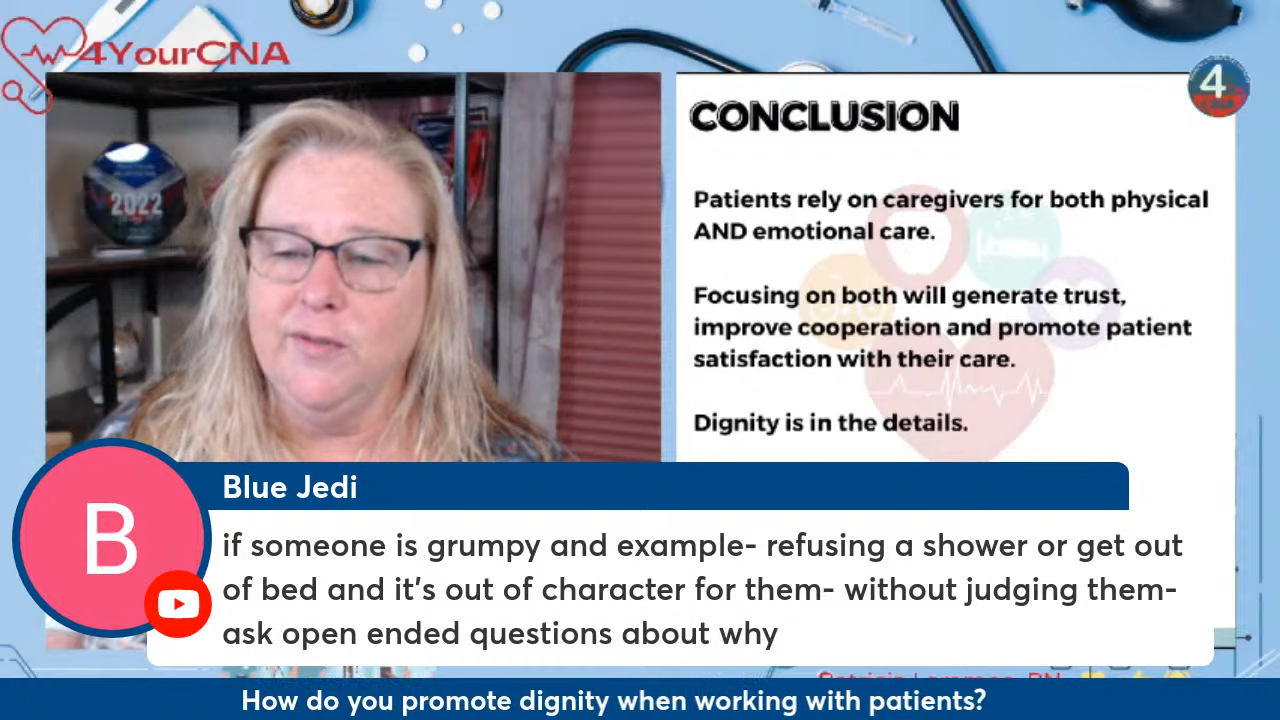 4YourCNA
2022
4
CONCLUSION
Patients rely on caregivers for both physical
AND emotional care.
Focusing on both will generate trust,
improve cooperation and promote patient
satisfaction with their care.
Dignity is in the details.
B
Blue Jedi
if someone is grumpy and example- refusing a shower or get out
of bed and it's out of character for them- without judging them-
ask open ended questions about why
How do you promote dignity when working with patients?